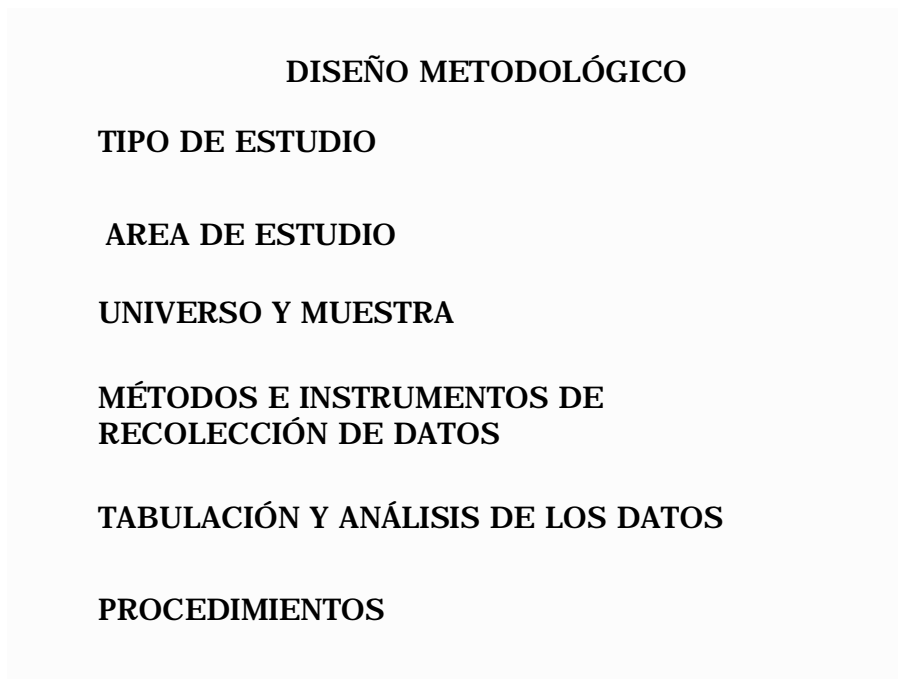 DISEÑO METODOLÓGICO
TIPO DE ESTUDIO
AREA DE ESTUDIO
UNIVERSO Y MUESTRA
MÉTODOS E INSTRUMENTOS DE
RECOLECCIÓN DE DATOS
TABULACIÓN Y ANÁLISIS DE LOS DATOS
PROCEDIMIENTOS